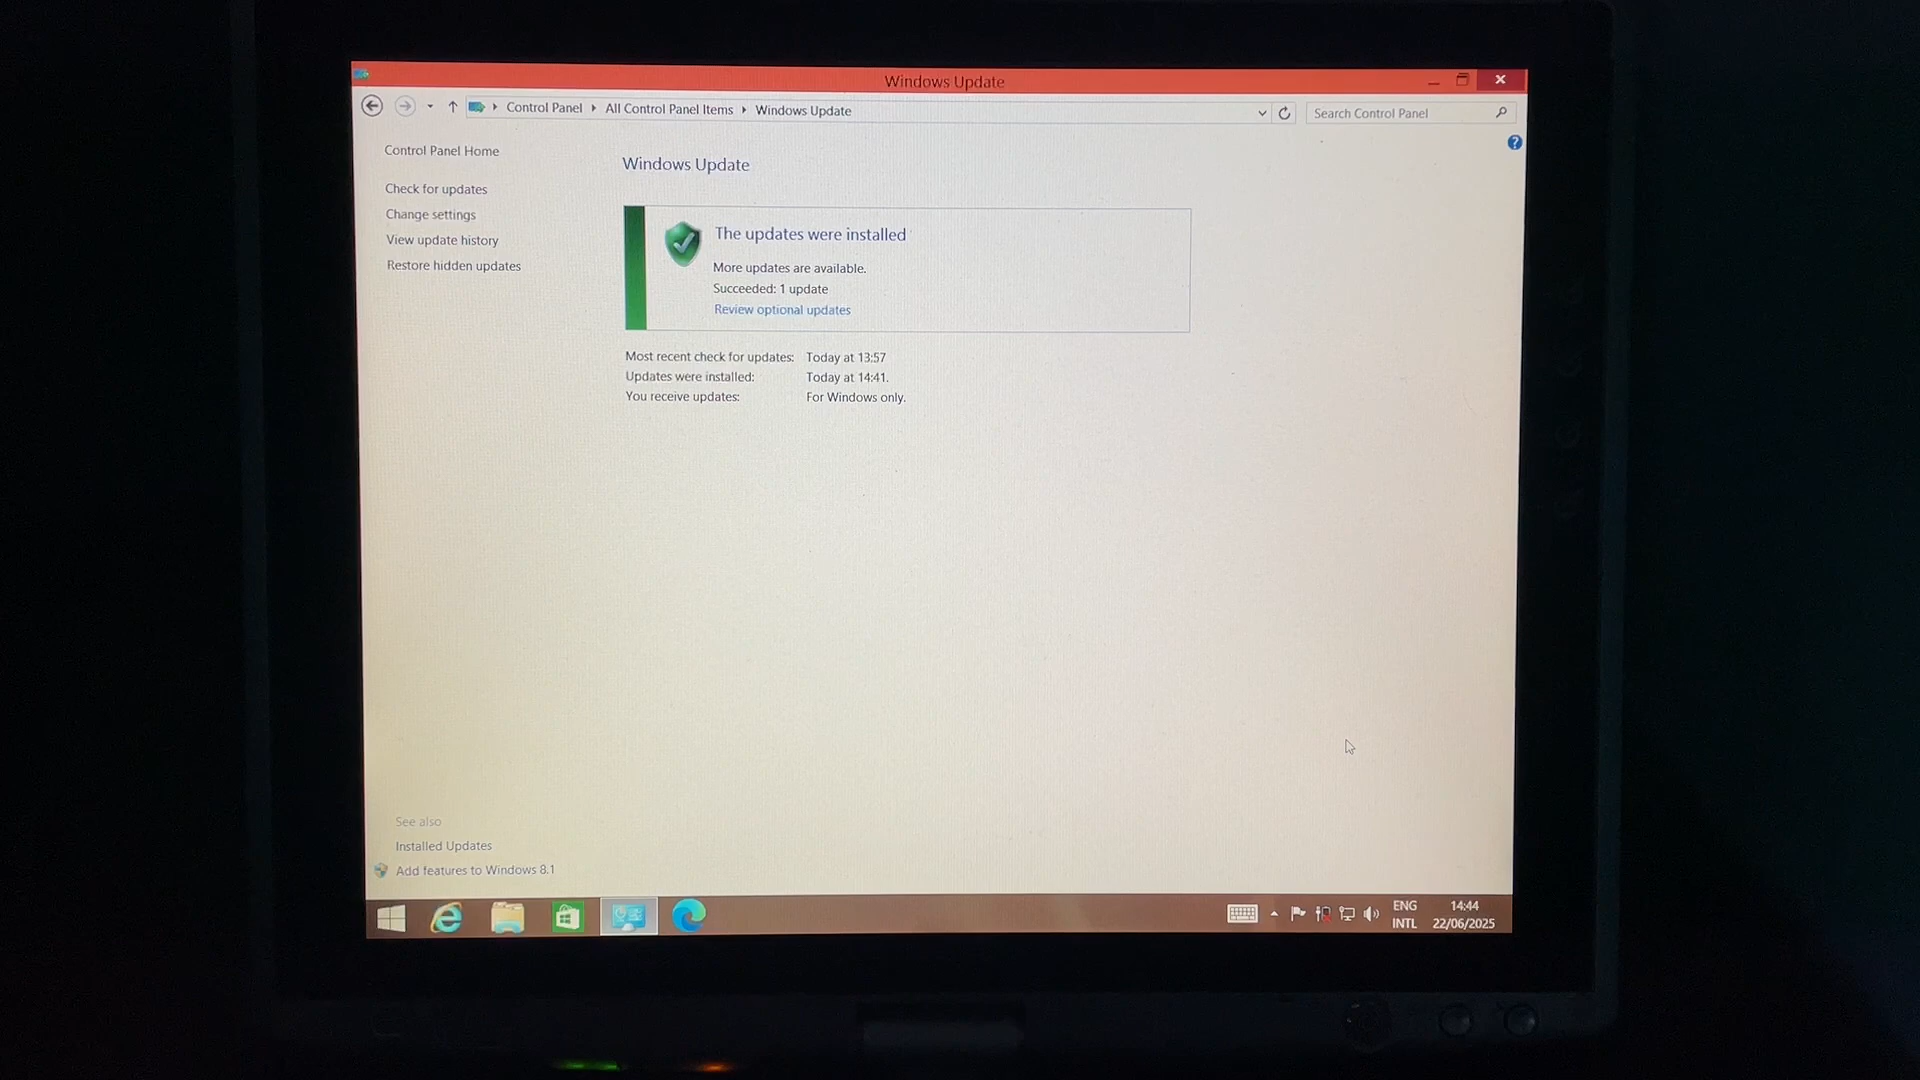 Windows Update
Control Panel All Control Panel Items Windows Update
Search Control Panel
Control Panel Home
Check for updates
Change settings
View update history
Restore hidden updates
Windows Update
The updates were installed
More updates are available.
Succeeded: 1 update
Review optional updates
Most recent check for updates: Today at 13:57
Updates were installed: Today at 14:41.
You receive updates: For Windows only.
See also
Installed Updates
Add features to Windows 8.1
ENG
INTL
14:44
22/06/2025